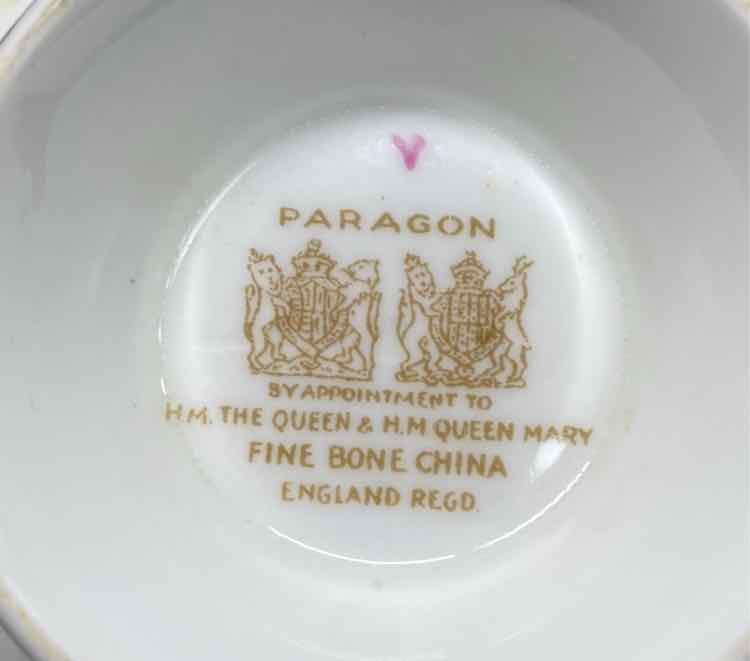 PARAGON
BY APPOINTMENT TO
H.M. THE QUEEN & H.M QUEEN MARY
FINE BONE CHINA
ENGLAND REGD.